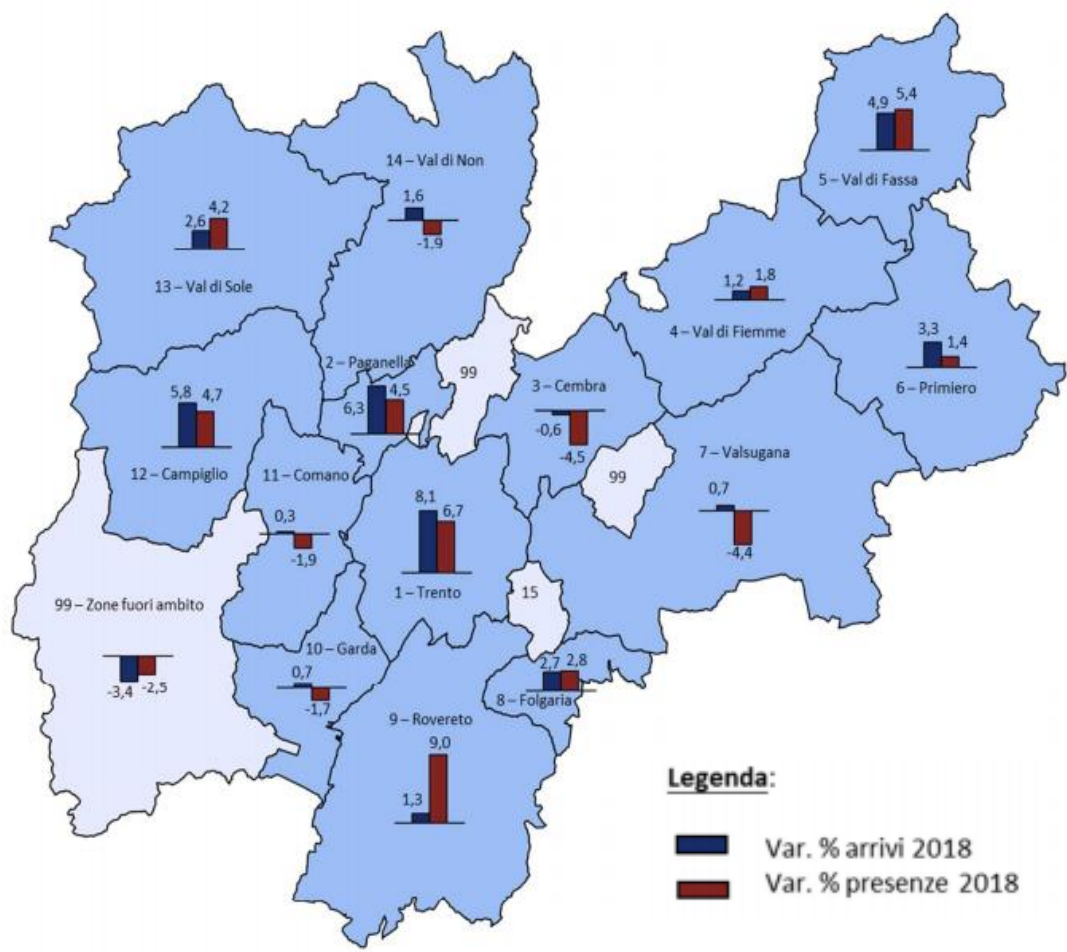 4,9 5,4
5 – Val di Fassa
14 – Val di Non
1,6
-1.9
2,6 4,2
13 – Val di Sole
1,2 1,8
4 – Val di Fiemme
3,3 1,4
6 – Primiero
2 – Paganella
6,3 4,5
99
3 – Cembra
-0,6
-4,5
99
7 – Valsugana
0,7
-4,4
5,8 4,7
12 – Campiglio
11 – Comano
0,3
-1,9
8,1 6,7
1 – Trento
15
99 – Zone fuori ambito
-3,4 -2,5
10 – Garda
0,7
-1,7
2,7 2,8
8 – Folgaria
9 – Rovereto
1,3 9,0
Legenda:
Var. % arrivi 2018
Var. % presenze 2018